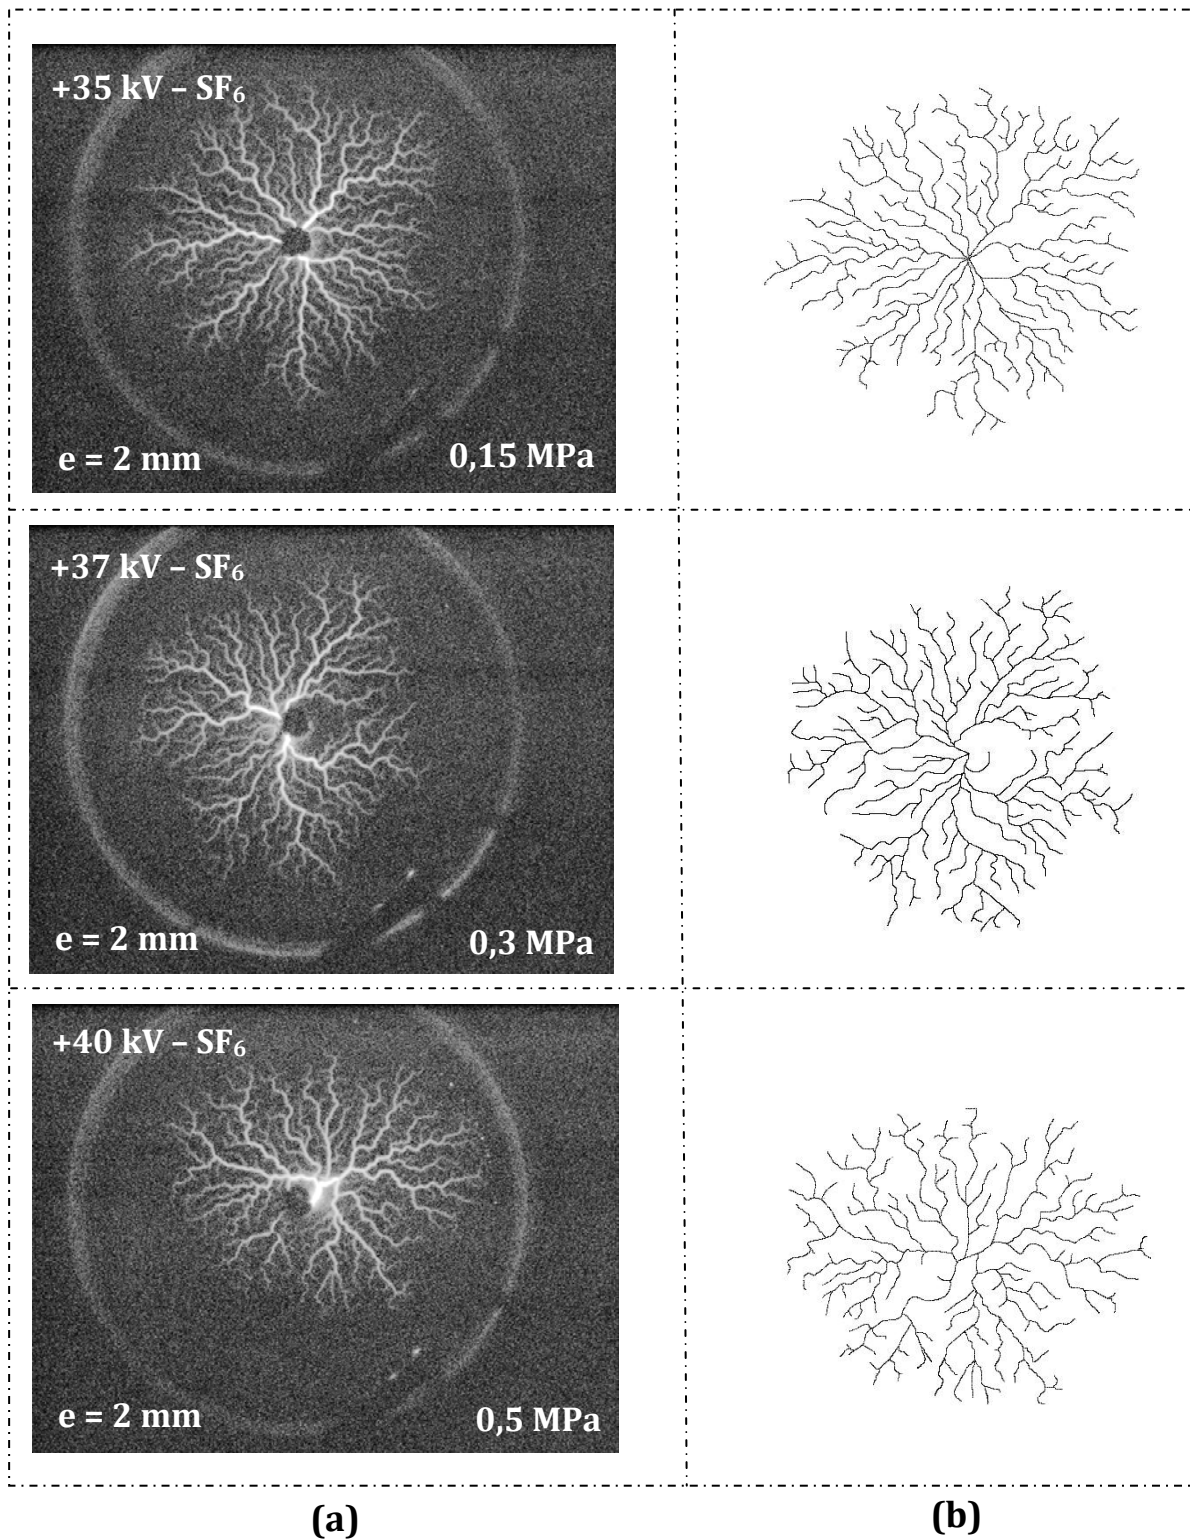 +35 kV – SF₆
e = 2 mm
0,15 MPa
+37 kV – SF₆
e = 2 mm
0,3 MPa
+40 kV – SF₆
e = 2 mm
0,5 MPa
(a)
(b)